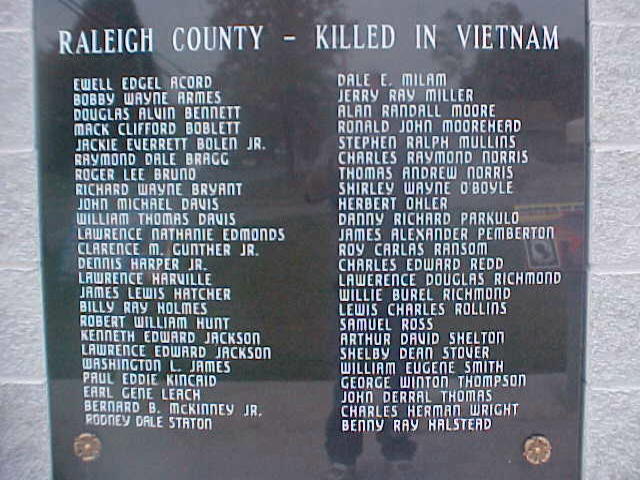 RALEIGH COUNTY – KILLED IN VIETNAM
EWELL EDGEL ACORD
BOBBY WAYNE ARMES
DOUGLAS ALVIN BENNETT
MACK CLIFFORD BOBLETT
JACKIE EVERRETT BOLEN JR.
RAYMOND DALE BRAGG
ROGER LEE BRUNO
RICHARD WAYNE BRYANT
JOHN MICHAEL DAVIS
WILLIAM THOMAS DAVIS
LAWRENCE NATHANIE EDMONDS
CLARENCE M. GUNTHER JR.
DENNIS HARPER JR.
LAWRENCE HARVILLE
JAMES LEWIS HATCHER
BILLY RAY HOLMES
ROBERT WILLIAM HUNT
KENNETH EDWARD JACKSON
LAWRENCE EDWARD JACKSON
WASHINGTON L. JAMES
PAUL EDDIE KINCAID
EARL GENE LEACH
BERNARD B. McKINNEY JR.
RODNEY DALE STATON
DALE E. MILAM
JERRY RAY MILLER
ALAN RANDALL MOORE
RONALD JOHN MOOREHEAD
STEPHEN RALPH MULLINS
CHARLES RAYMOND NORRIS
THOMAS ANDREW NORRIS
SHIRLEY WAYNE O'BOYLE
HERBERT OHLER
DANNY RICHARD PARKULO
JAMES ALEXANDER PEMBERTON
ROY CARLAS RANSOM
CHARLES EDWARD REDD
LAWERENCE DOUGLAS RICHMOND
WILLIE BUREL RICHMOND
LEWIS CHARLES ROLLINS
SAMUEL ROSS
ARTHUR DAVID SHELTON
SHELBY DEAN STOVER
WILLIAM EUGENE SMITH
GEORGE WINTON THOMPSON
JOHN DERRAL THOMAS
CHARLES HERMAN WRIGHT
BENNY RAY HALSTEAD